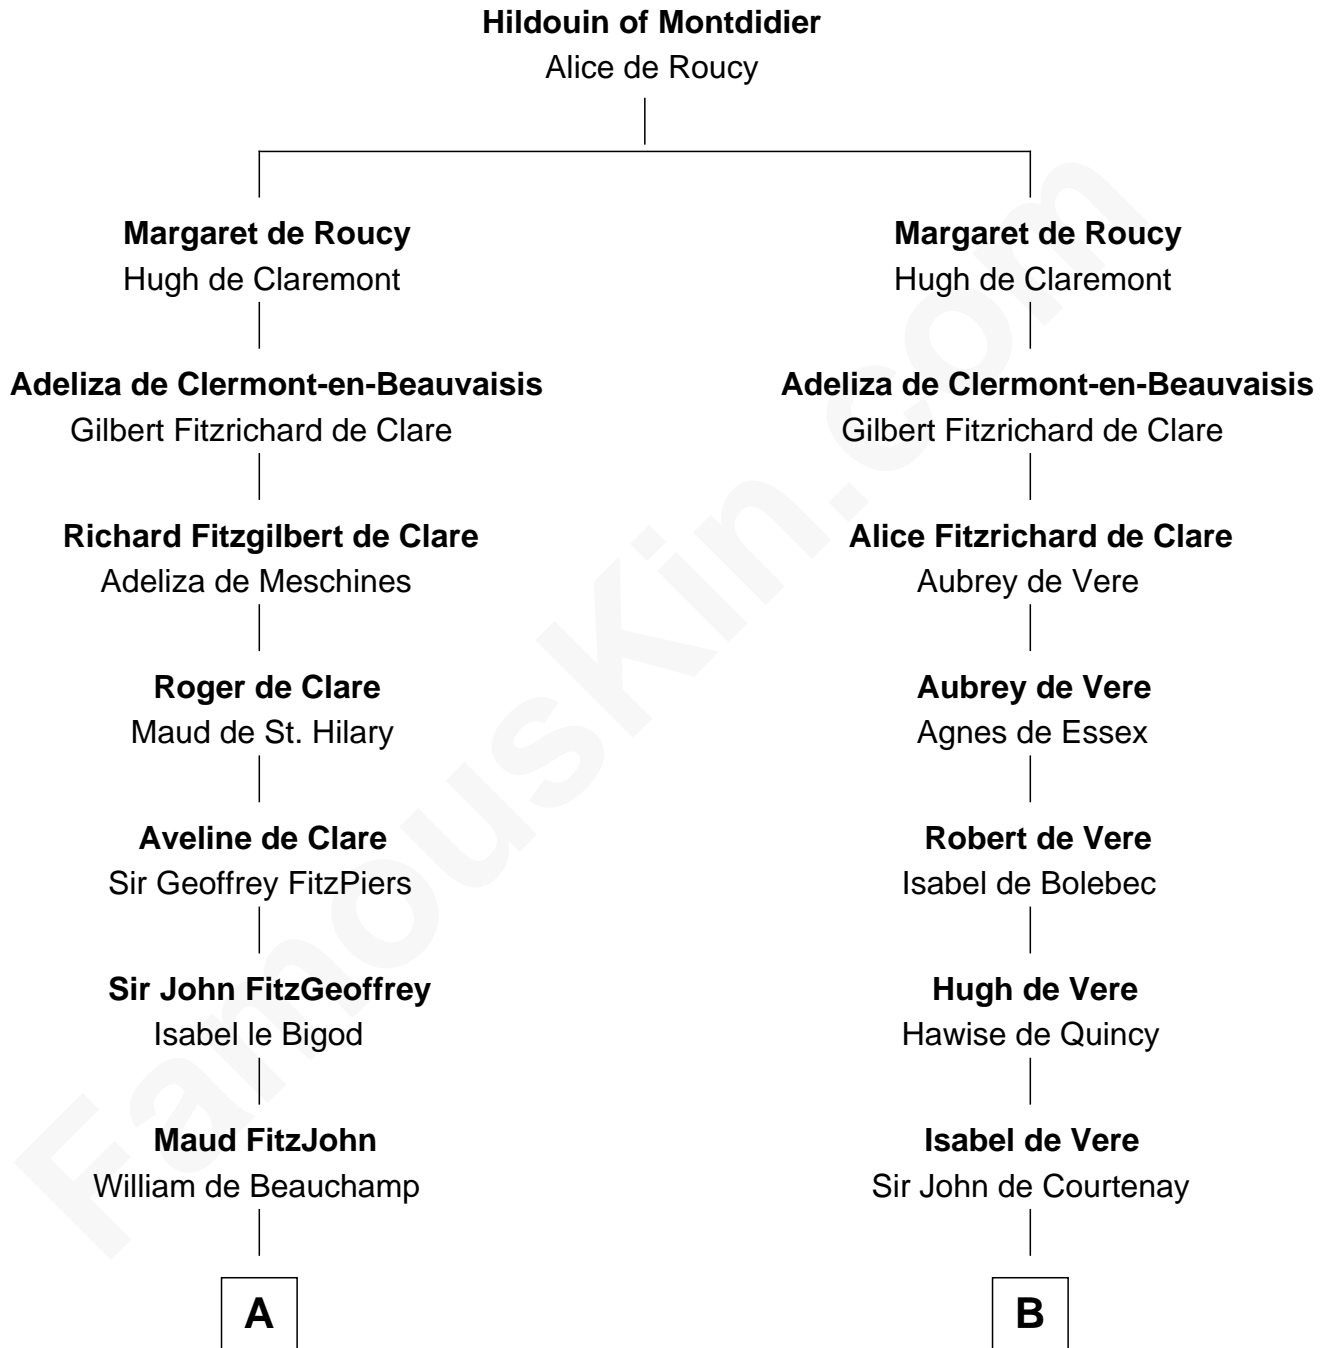 Hildouin of Montdidier
Alice de Roucy
Margaret de Roucy
Hugh de Claremont
Adeliza de Clermont-en-Beauvaisis
Gilbert Fitzrichard de Clare
Richard Fitzgilbert de Clare
Adeliza de Meschines
Roger de Clare
Maud de St. Hilary
Aveline de Clare
Sir Geoffrey FitzPiers
Sir John FitzGeoffrey
Isabel le Bigod
Maud FitzJohn
William de Beauchamp
A
Margaret de Roucy
Hugh de Claremont
Adeliza de Clermont-en-Beauvaisis
Gilbert Fitzrichard de Clare
Alice Fitzrichard de Clare
Aubrey de Vere
Aubrey de Vere
Agnes de Essex
Robert de Vere
Isabel de Bolebec
Hugh de Vere
Hawise de Quincy
Isabel de Vere
Sir John de Courtenay
B
FamousKin.com